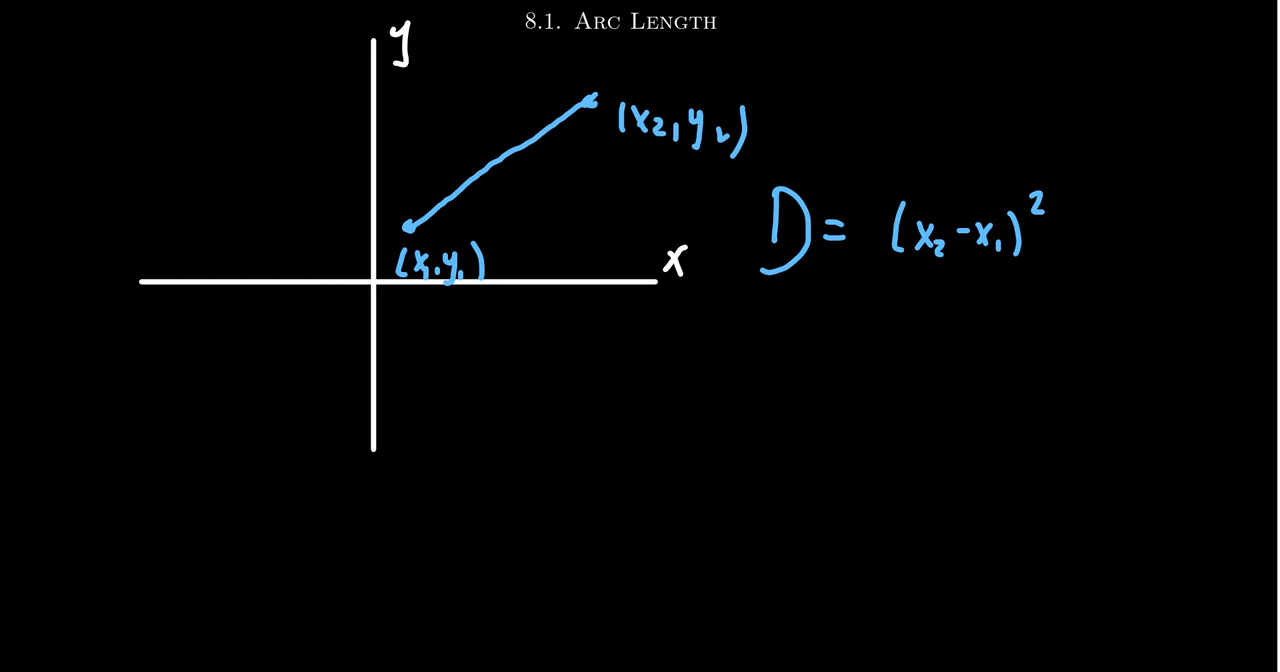 8.1. ARC LENGTH
y
(x₂, y₂)
D = (x₂ - x₁)²
(x₁, y₁)
x